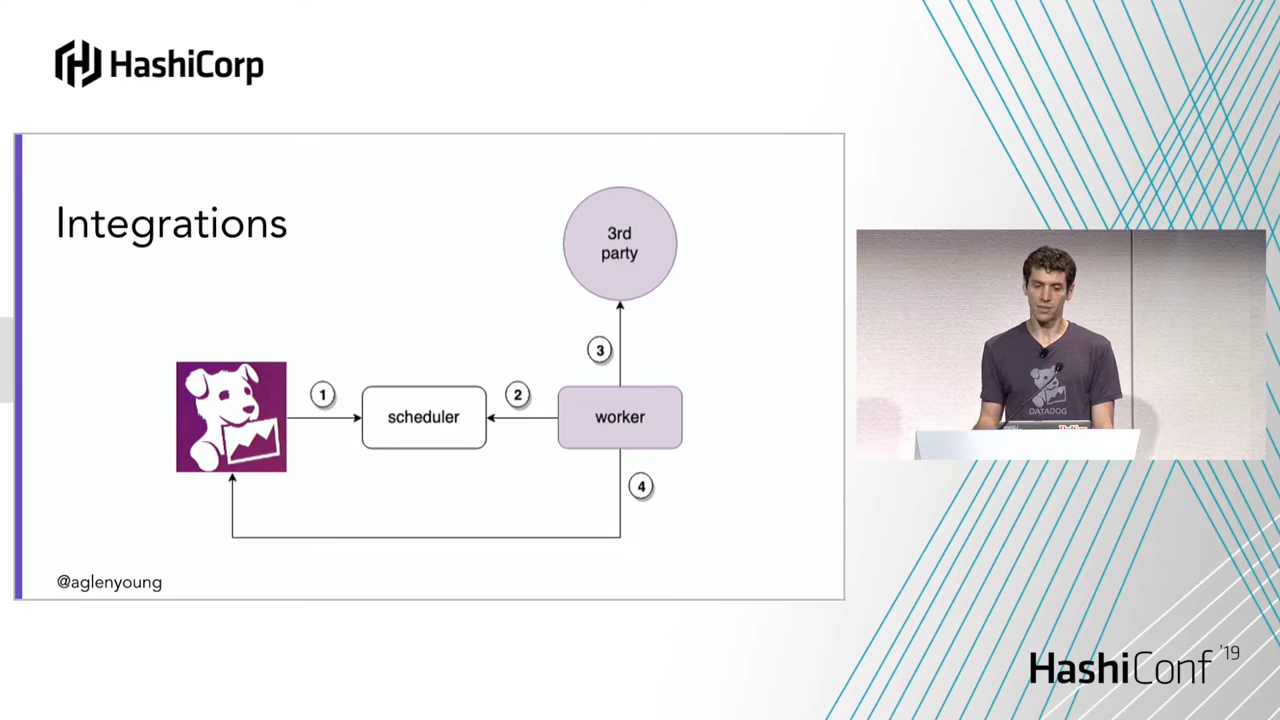 HashiCorp
Integrations
3rd
party
3
1
scheduler
2
worker
4
@aglenyoung
DATADOG
HashiConf '19